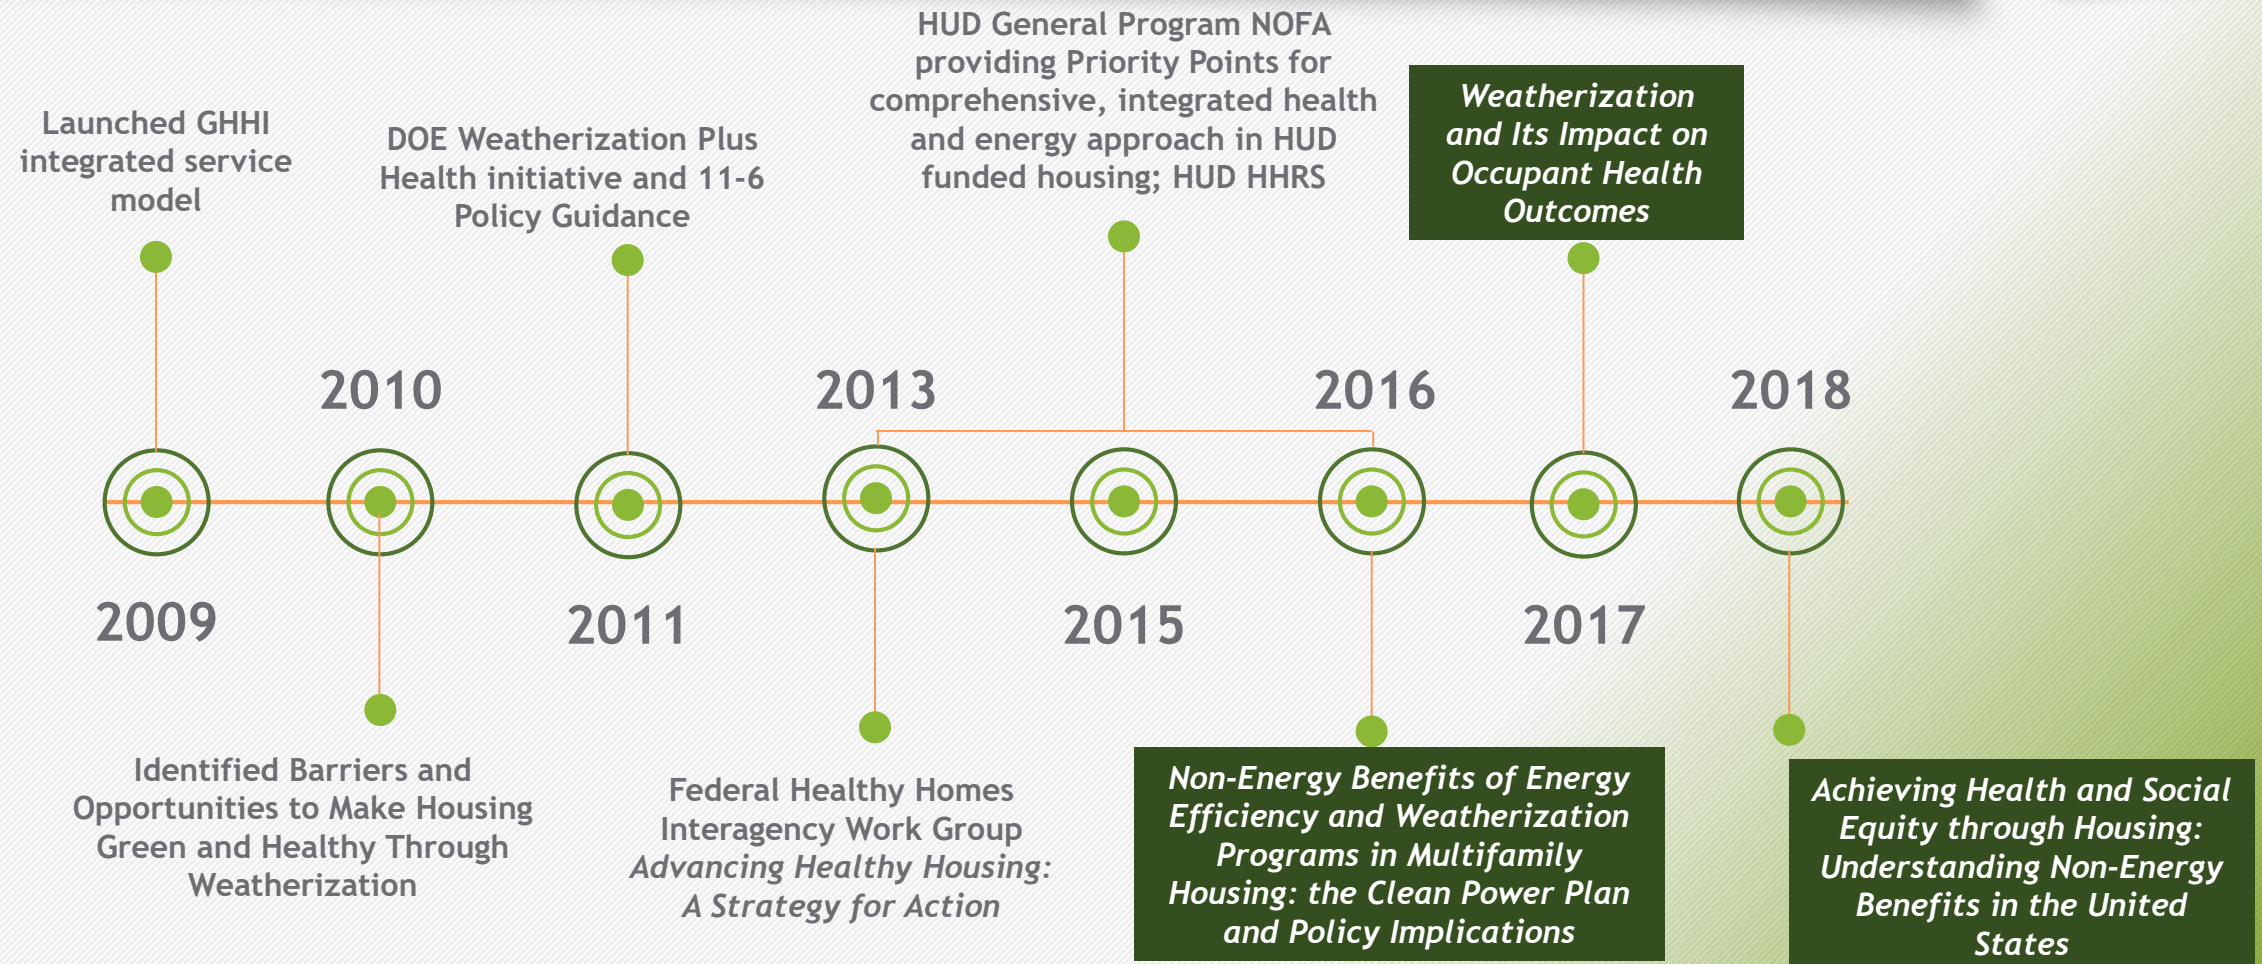 Launched GHHI
integrated service
model
DOE Weatherization Plus
Health initiative and 11-6
Policy Guidance
HUD General Program NOFA
providing Priority Points for
comprehensive, integrated health
and energy approach in HUD
funded housing; HUD HHRS
Weatherization
and Its Impact on
Occupant Health
Outcomes
2010
2013
2016
2018
2009
2011
2015
2017
Identified Barriers and
Opportunities to Make Housing
Green and Healthy Through
Weatherization
Federal Healthy Homes
Interagency Work Group
Advancing Healthy Housing:
A Strategy for Action
Non-Energy Benefits of Energy
Efficiency and Weatherization
Programs in Multifamily
Housing: the Clean Power Plan
and Policy Implications
Achieving Health and Social
Equity through Housing:
Understanding Non-Energy
Benefits in the United
States